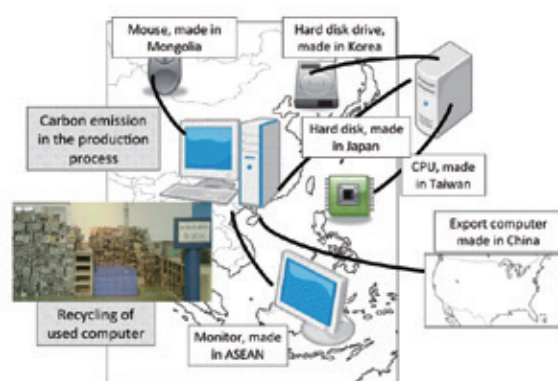 Mouse, made in
Mongolia
Hard disk drive,
made in Korea
Carbon emission
in the production
process
Hard disk, made
in Japan
CPU, made
in Taiwan
Export computer
made in China
Recycling of
used computer
Monitor, made
in ASEAN